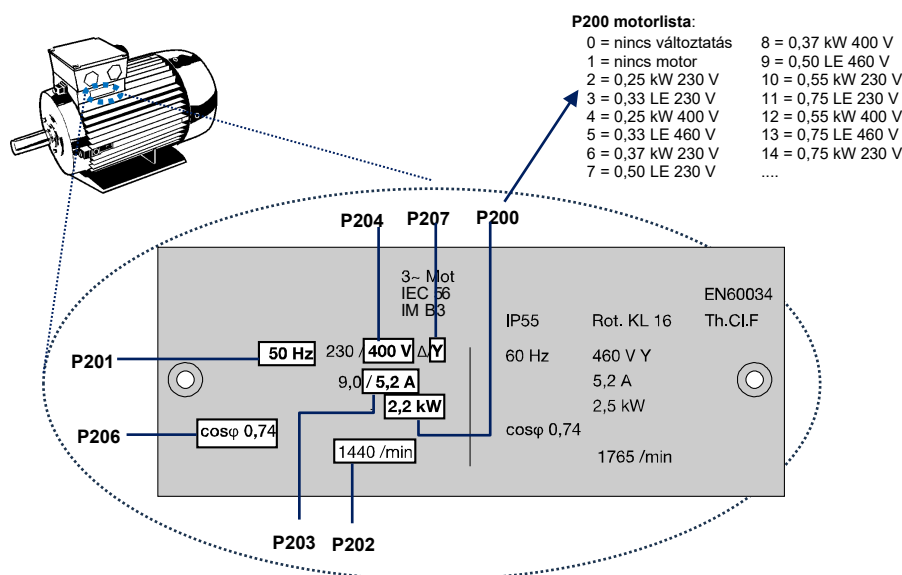 P200 motorlista:
0 = nincs változtatás
1 = nincs motor
2 = 0,25 kW 230 V
3 = 0,33 LE 230 V
4 = 0,25 kW 400 V
5 = 0,33 LE 460 V
6 = 0,37 kW 230 V
7 = 0,50 LE 230 V
8 = 0,37 kW 400 V
9 = 0,50 LE 460 V
10 = 0,55 kW 230 V
11 = 0,75 LE 230 V
12 = 0,55 kW 400 V
13 = 0,75 LE 460 V
14 = 0,75 kW 230 V
....
P204 P207 P200
3~ Mot
IEC 56
IM B3
EN60034
IP55 Rot. KL 16 Th.Cl.F
P201
50 Hz 230 / 400 V Δ/Y
60 Hz 460 V Y
9,0 / 5,2 A
5,2 A
2,2 kW
2,5 kW
P206
cosφ 0,74
cosφ 0,74
1440 /min
1765 /min
P203
P202